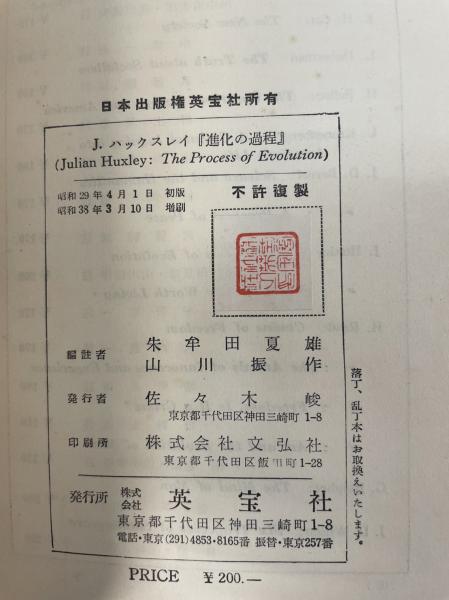 日本出版権英宝社所有
J. ハックスレイ『進化の過程』
(Julian Huxley: The Process of Evolution)
昭和29年4月1日 初版
昭和38年3月10日 増刷
不許複製
編註者 朱牟田夏雄
山川振作
発行者 佐々木峻
東京都千代田区神田三崎町1-8
印刷所 株式会社文弘社
東京都千代田区飯田町1-28
発行所 株式会社 英宝社
東京都千代田区神田三崎町1-8
電話・東京(291)4853・8165番 振替・東京257番
落丁、乱丁本はお取換えいたします。
PRICE ¥200.—